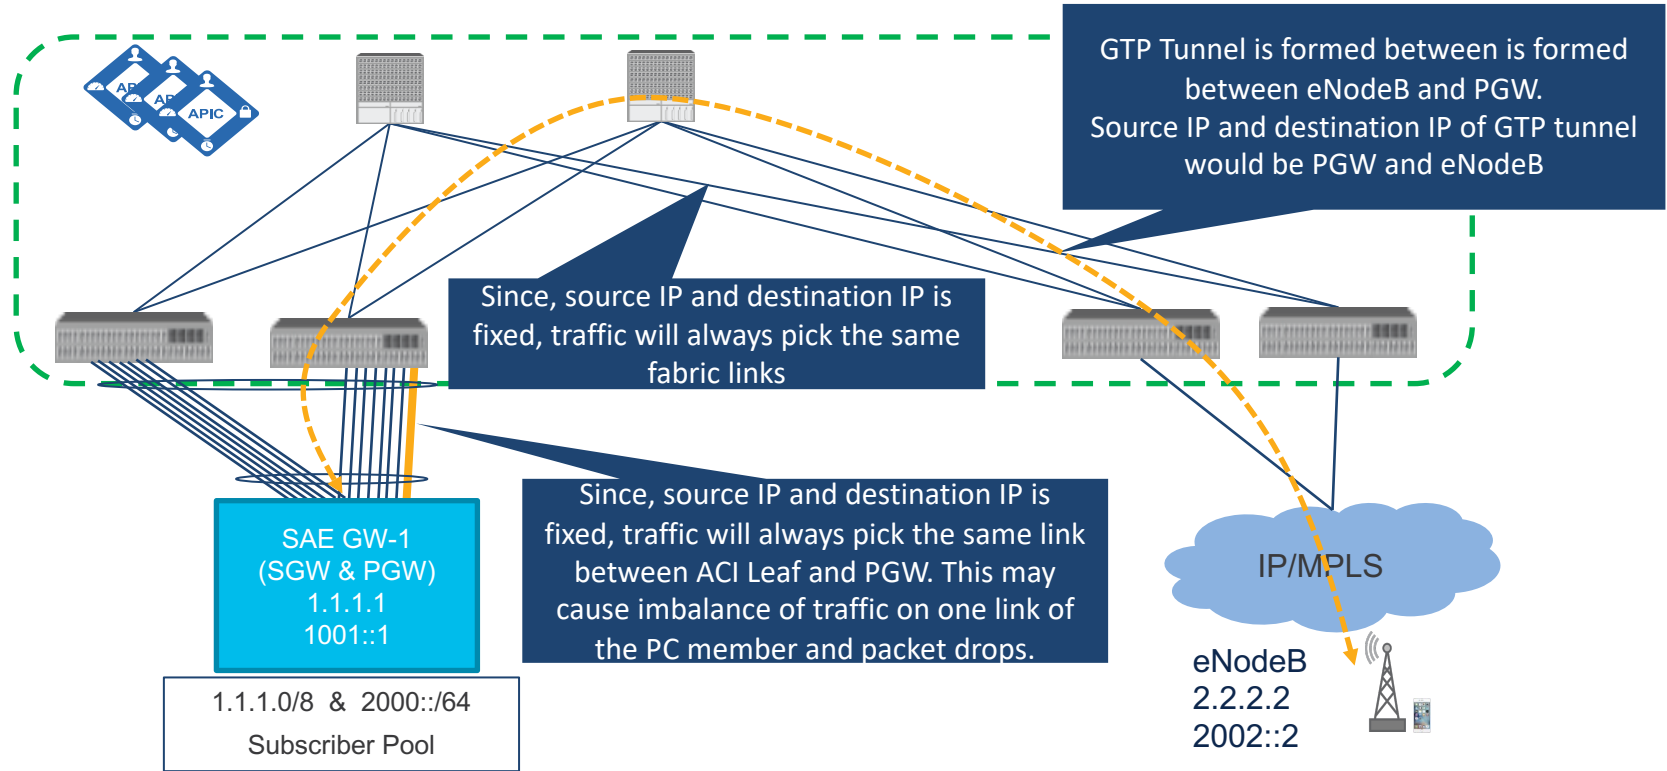 GTP Tunnel is formed between is formed
between eNodeB and PGW.
Source IP and destination IP of GTP tunnel
would be PGW and eNodeB
AP
AP
APIC
Since, source IP and destination IP is
fixed, traffic will always pick the same
fabric links
Since, source IP and destination IP is
fixed, traffic will always pick the same link
between ACI Leaf and PGW. This may
cause imbalance of traffic on one link of
the PC member and packet drops.
SAE GW-1
(SGW & PGW)
1.1.1.1
1001::1
1.1.1.0/8 & 2000::/64
Subscriber Pool
IP/MPLS
eNodeB
2.2.2.2
2002::2